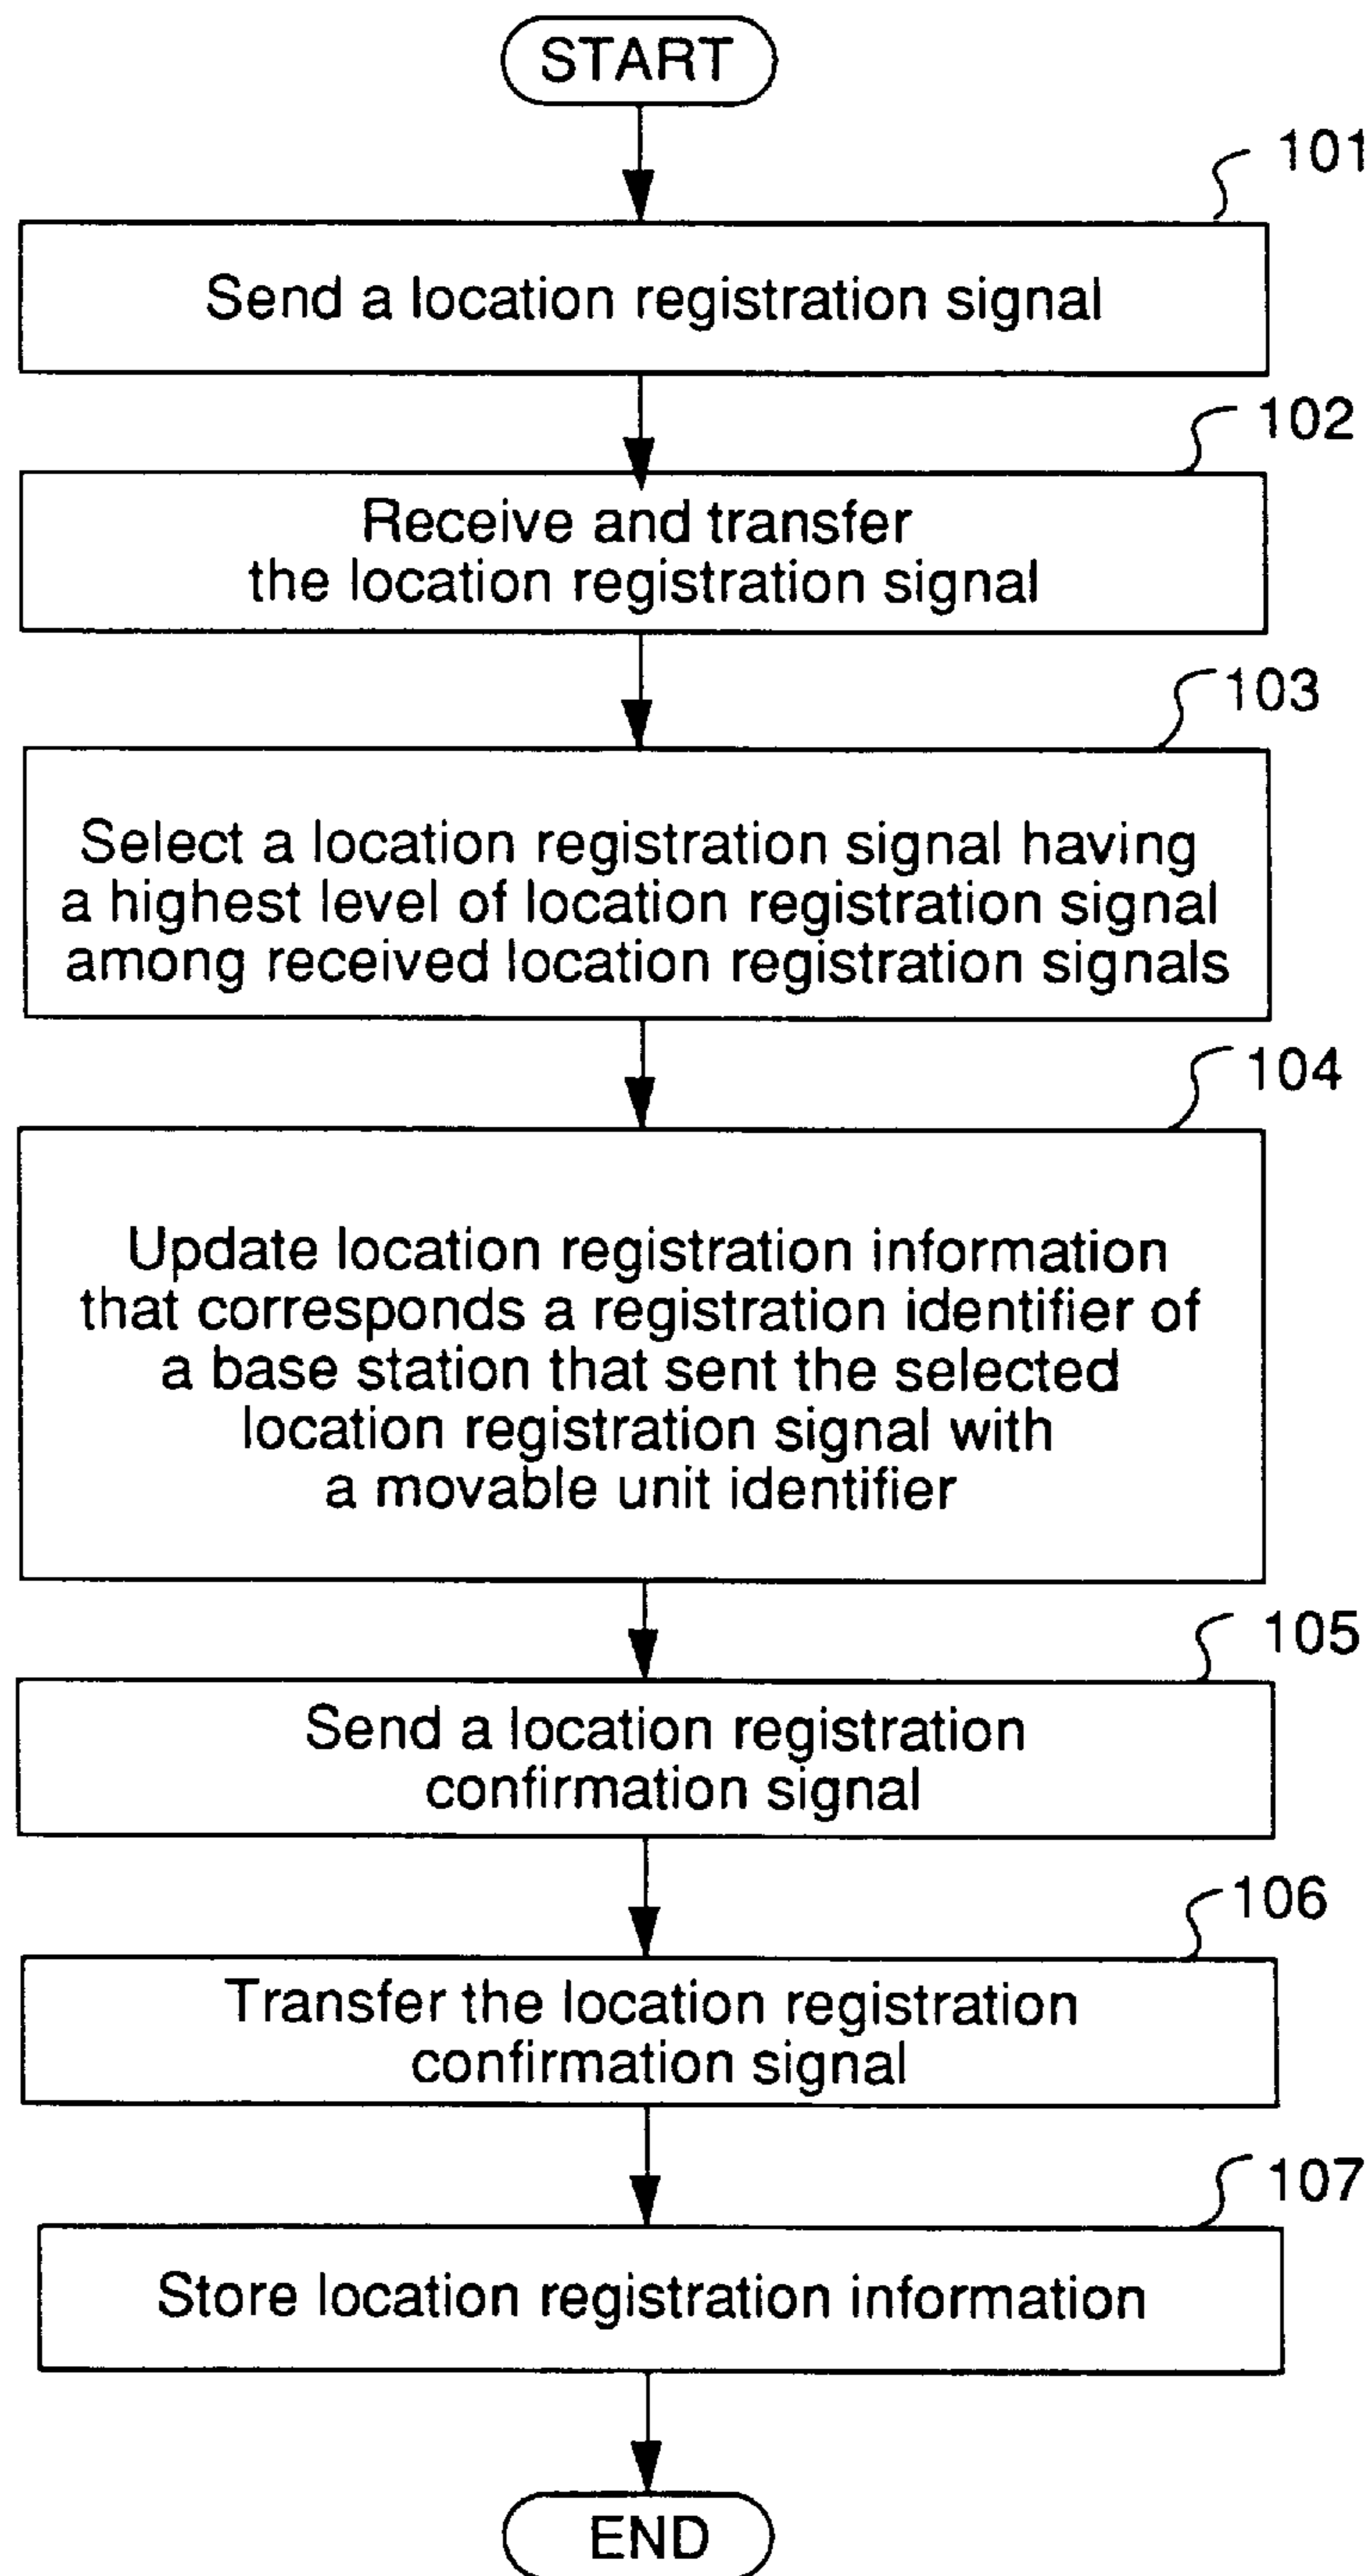 START
101
Send a location registration signal
102
Receive and transfer
the location registration signal
103
Select a location registration signal having
a highest level of location registration signal
among received location registration signals
104
Update location registration information
that corresponds a registration identifier of
a base station that sent the selected
location registration signal with
a movable unit identifier
105
Send a location registration
confirmation signal
106
Transfer the location registration
confirmation signal
107
Store location registration information
END